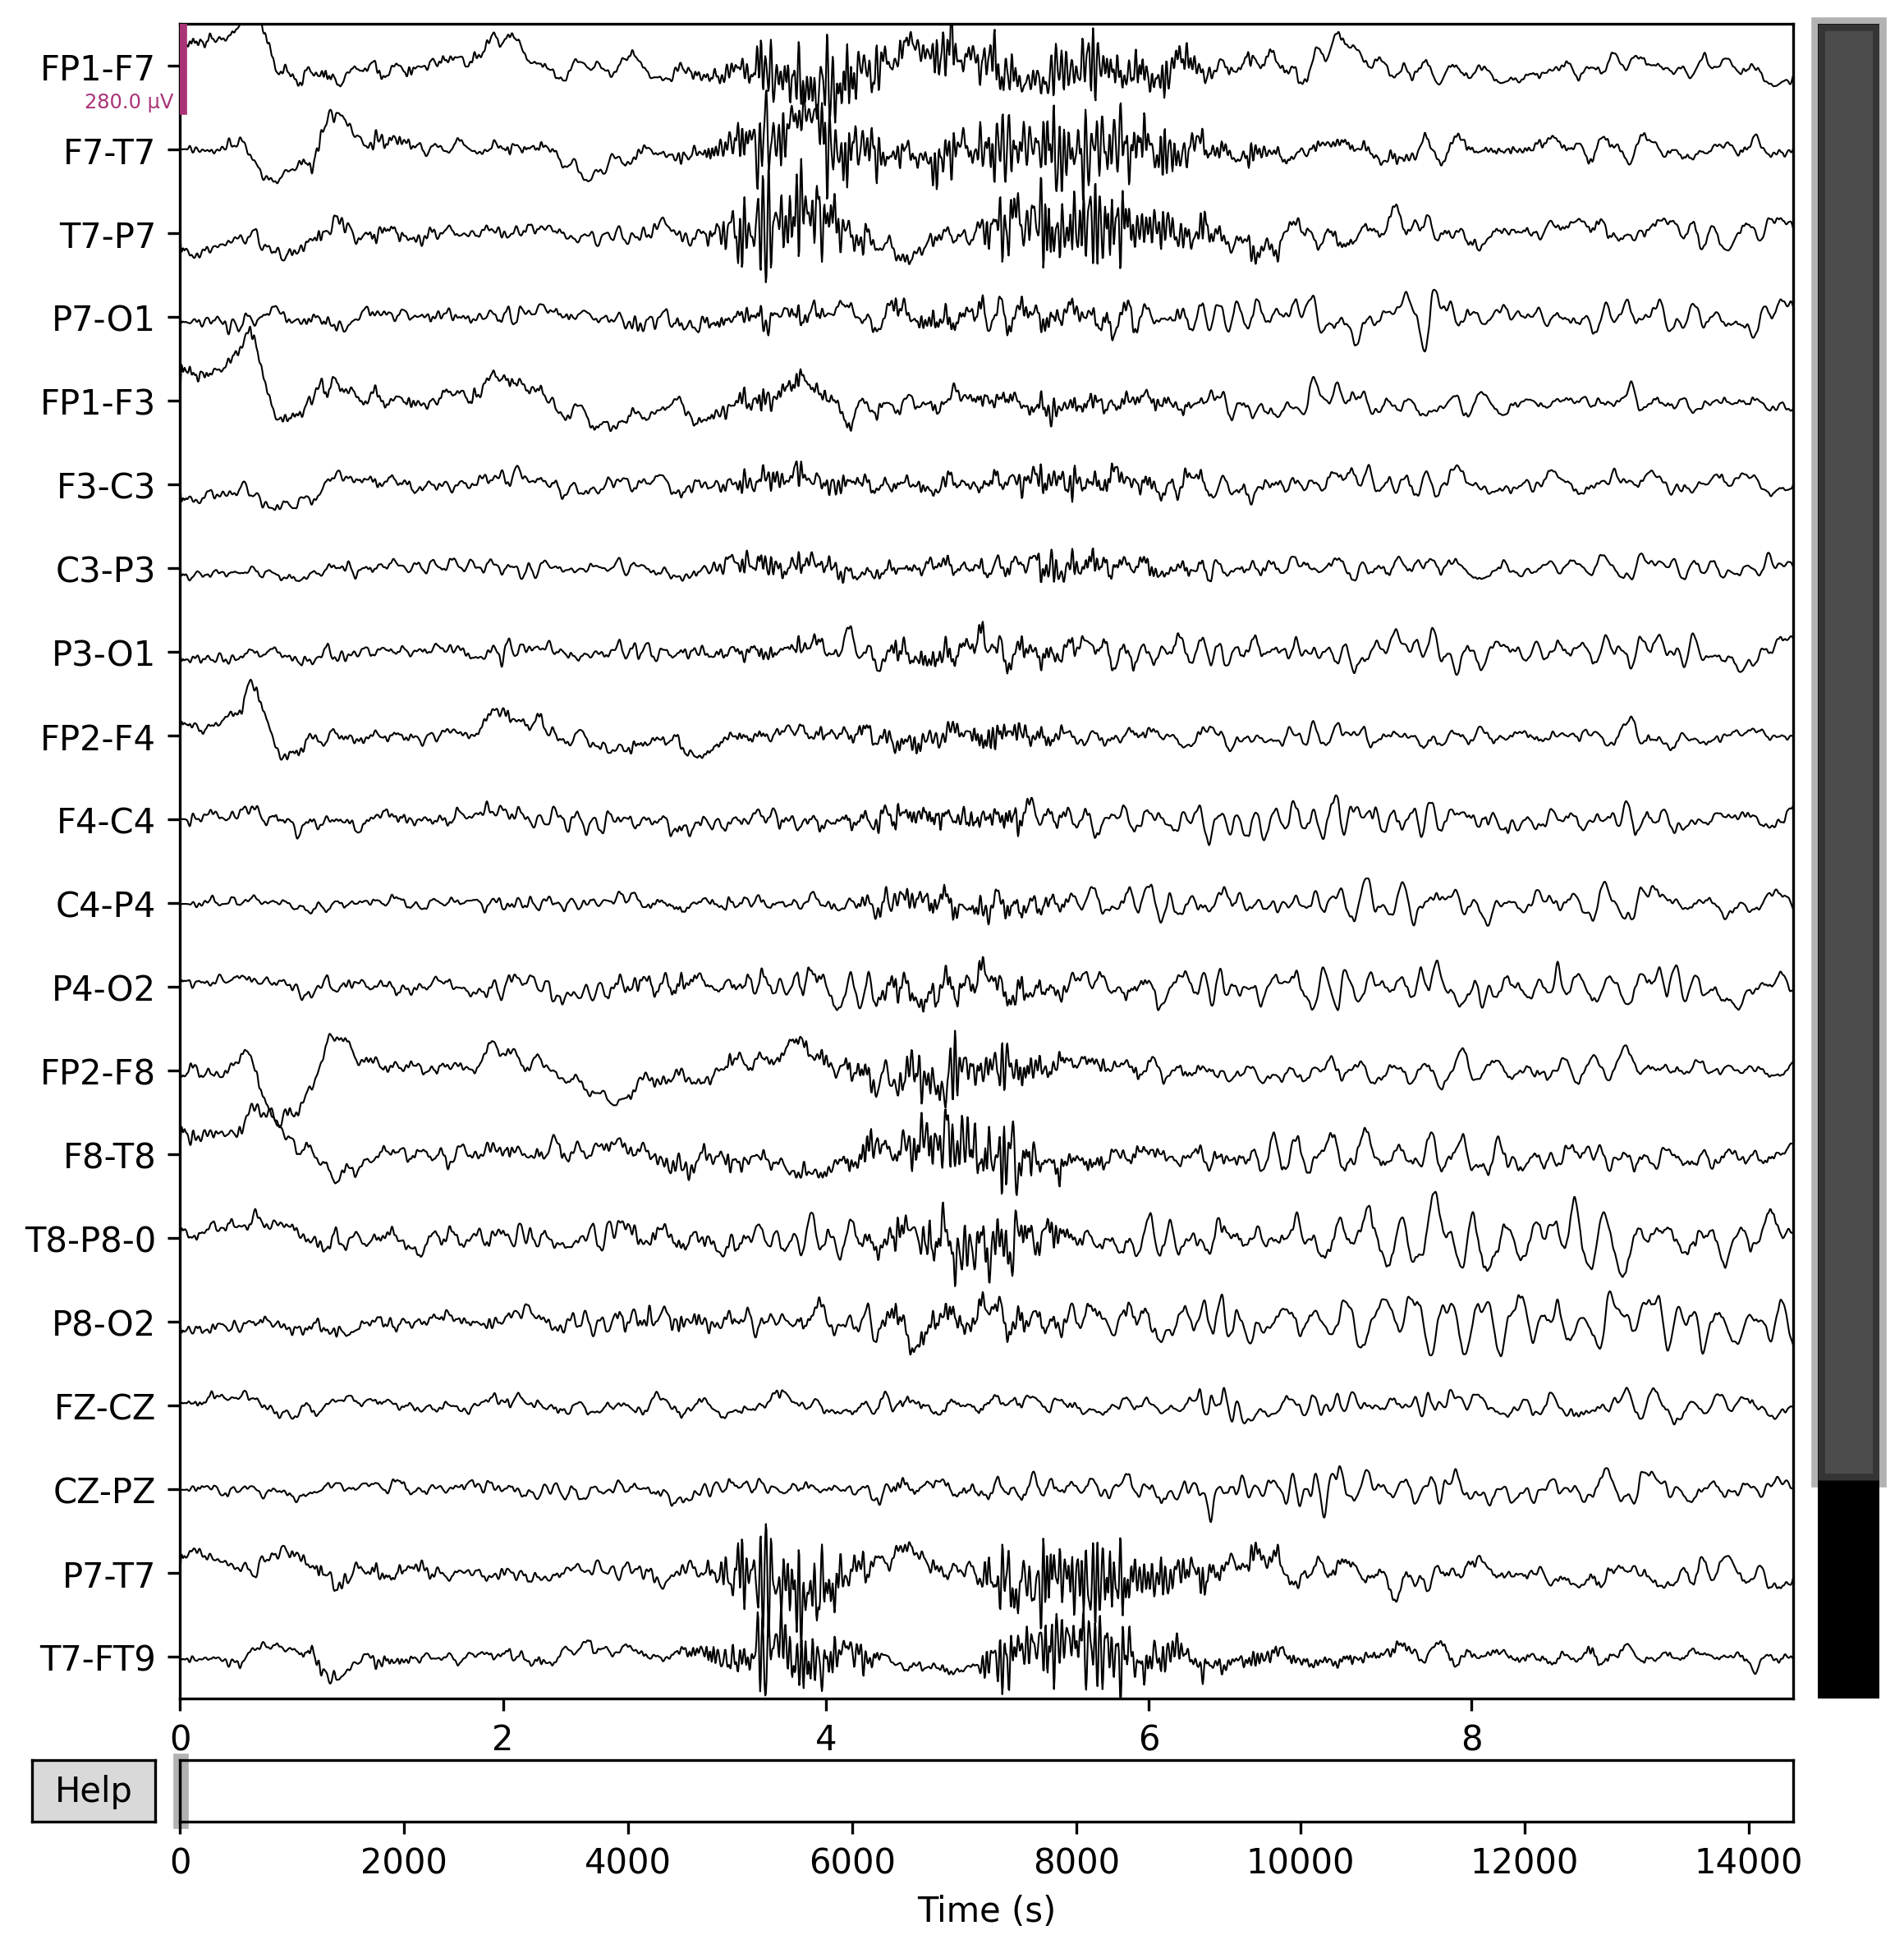 FP1-F7
280.0 µV
F7-T7
T7-P7
P7-O1
FP1-F3
F3-C3
C3-P3
P3-O1
FP2-F4
F4-C4
C4-P4
P4-O2
FP2-F8
F8-T8
T8-P8-0
P8-O2
FZ-CZ
CZ-PZ
P7-T7
T7-FT9
0 2 4 6 8
Help
0 2000 4000 6000 8000 10000 12000 14000
Time (s)